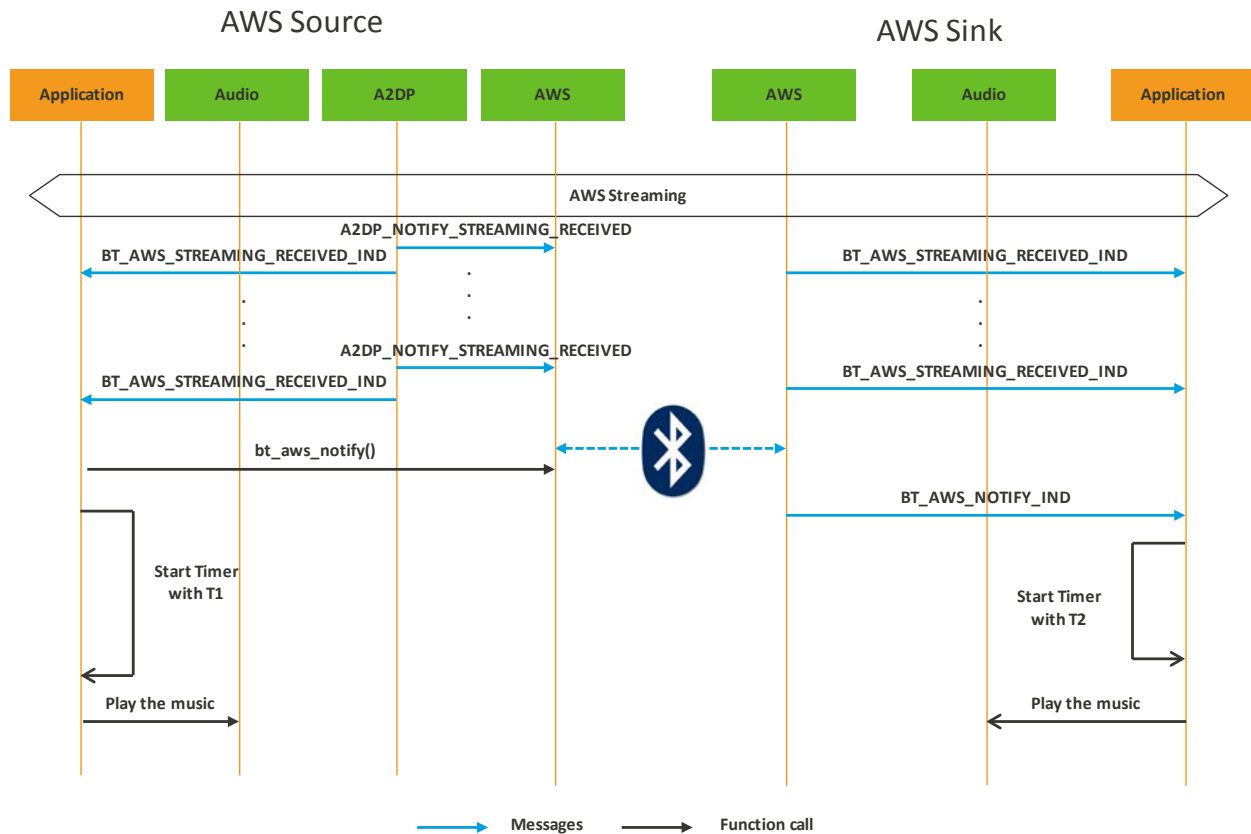 AWS Source
AWS Sink
Application
Audio
A2DP
AWS
AWS
Audio
Application
AWS Streaming
A2DP_NOTIFY_STREAMING_RECEIVED
BT_AWS_STREAMING_RECEIVED_IND
BT_AWS_STREAMING_RECEIVED_IND
A2DP_NOTIFY_STREAMING_RECEIVED
BT_AWS_STREAMING_RECEIVED_IND
BT_AWS_STREAMING_RECEIVED_IND
bt_aws_notify()
BT_AWS_NOTIFY_IND
Start Timer
with T1
Start Timer
with T2
Play the music
Play the music
Messages
Function call